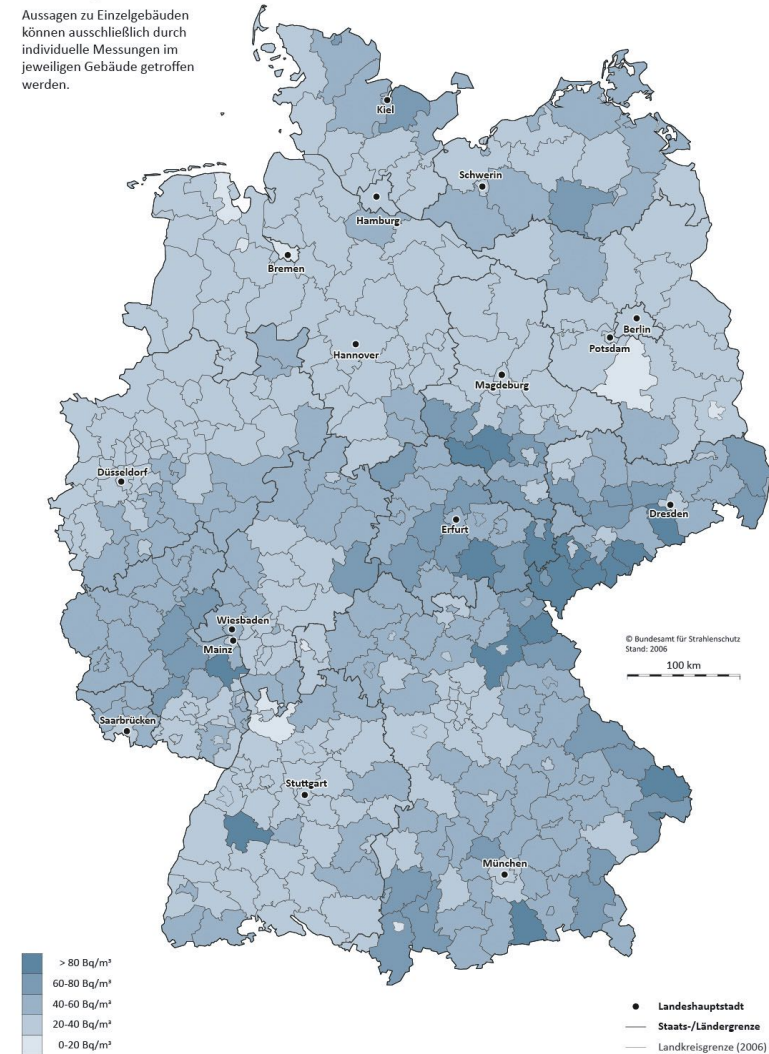 Aussagen zu Einzelgebäuden
können ausschließlich durch
individuelle Messungen im
jeweiligen Gebäude getroffen
werden.
Kiel
Schwerin
Hamburg
Bremen
Berlin
Potsdam
Hannover
Magdeburg
Düsseldorf
Dresden
Erfurt
Wiesbaden
Mainz
© Bundesamt für Strahlenschutz
Stand: 2006
100 km
Saarbrücken
Stuttgart
München
> 80 Bq/m³
60-80 Bq/m³
40-60 Bq/m³
20-40 Bq/m³
0-20 Bq/m³
Landeshauptstadt
Staats-/Ländergrenze
Landkreisgrenze (2006)